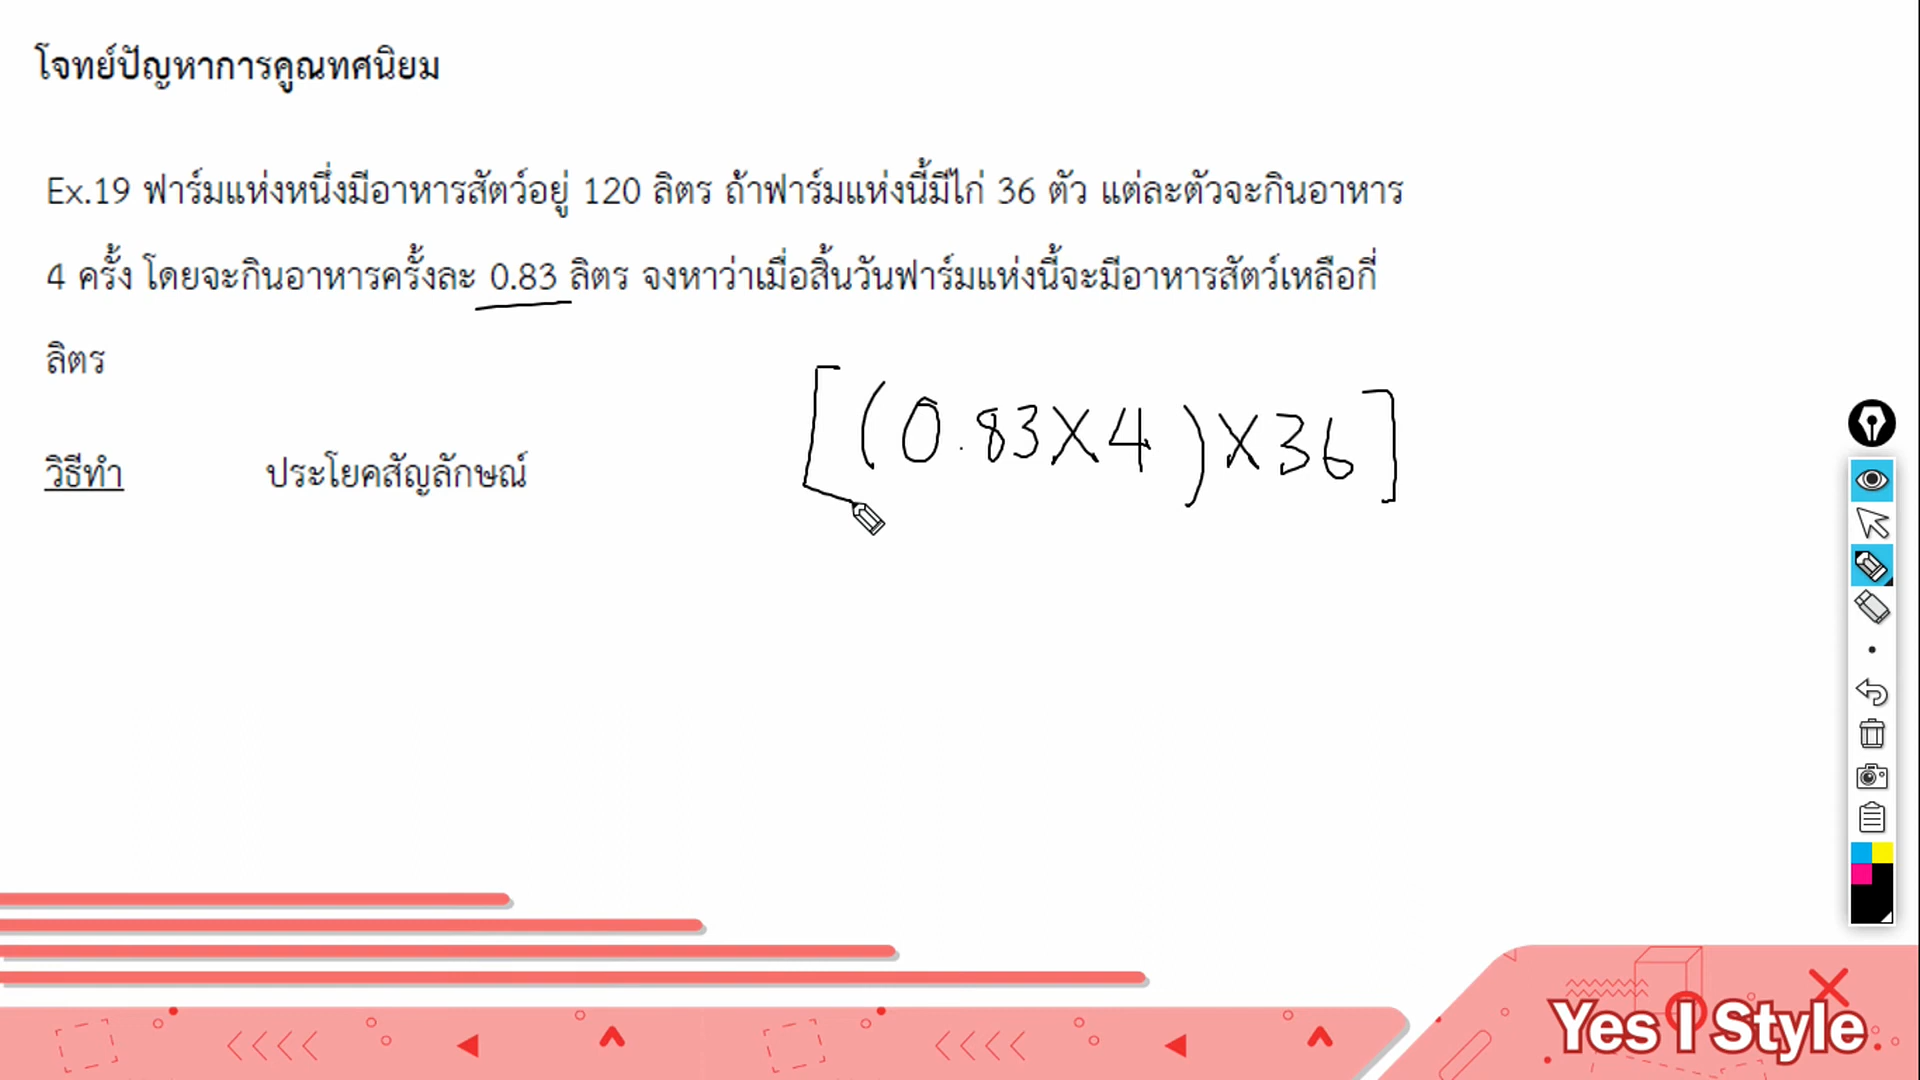 โจทย์ปัญหาการคูณทศนิยม
Ex.19 ฟาร์มแห่งหนึ่งมีอาหารสัตว์อยู่ 120 ลิตร ถ้าฟาร์มแห่งนี้มีไก่ 36 ตัว แต่ละตัวจะกินอาหาร
4 ครั้ง โดยจะกินอาหารครั้งละ 0.83 ลิตร จงหาว่าเมื่อสิ้นวันฟาร์มแห่งนี้จะมีอาหารสัตว์เหลือกี่
ลิตร
[(0.83X4)X36]
วิธีทำ ประโยคสัญลักษณ์
Yes I Style